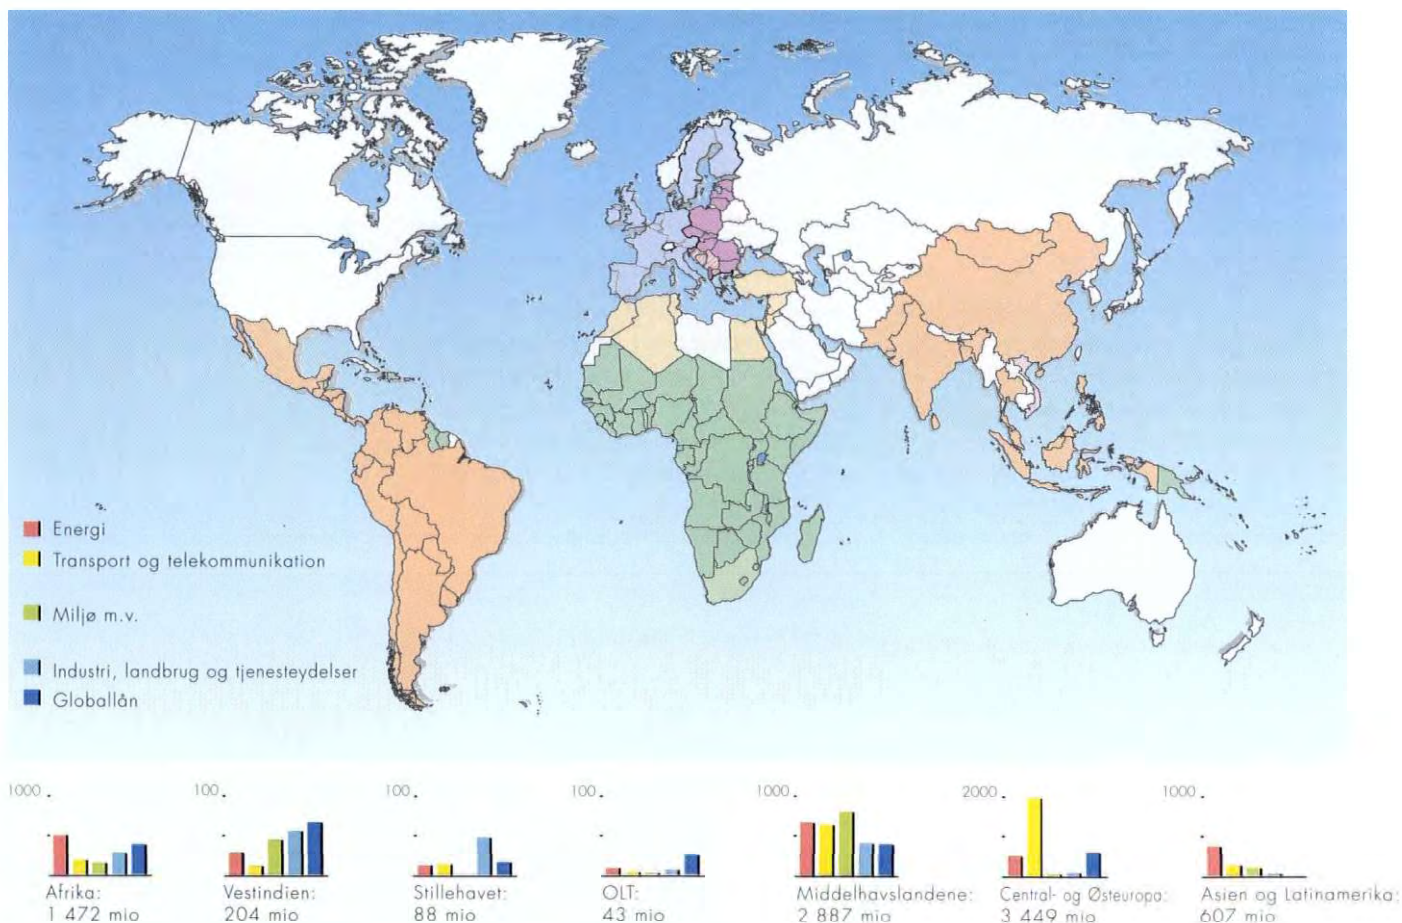 Energi
Transport og telekommunikation
Miljø m.v.
Industri, landbrug og tjenesteydelser
Globallån
1000
100
100
100
1000
2000
1000
Afrika:
1 472 mio
Vestindien:
204 mio
Stillehavet:
88 mio
OLT:
43 mio
Middelhavslandene:
2 887 mio
Central- og Østeuropa:
3 449 mio
Asien og Latinamerika:
607 mio